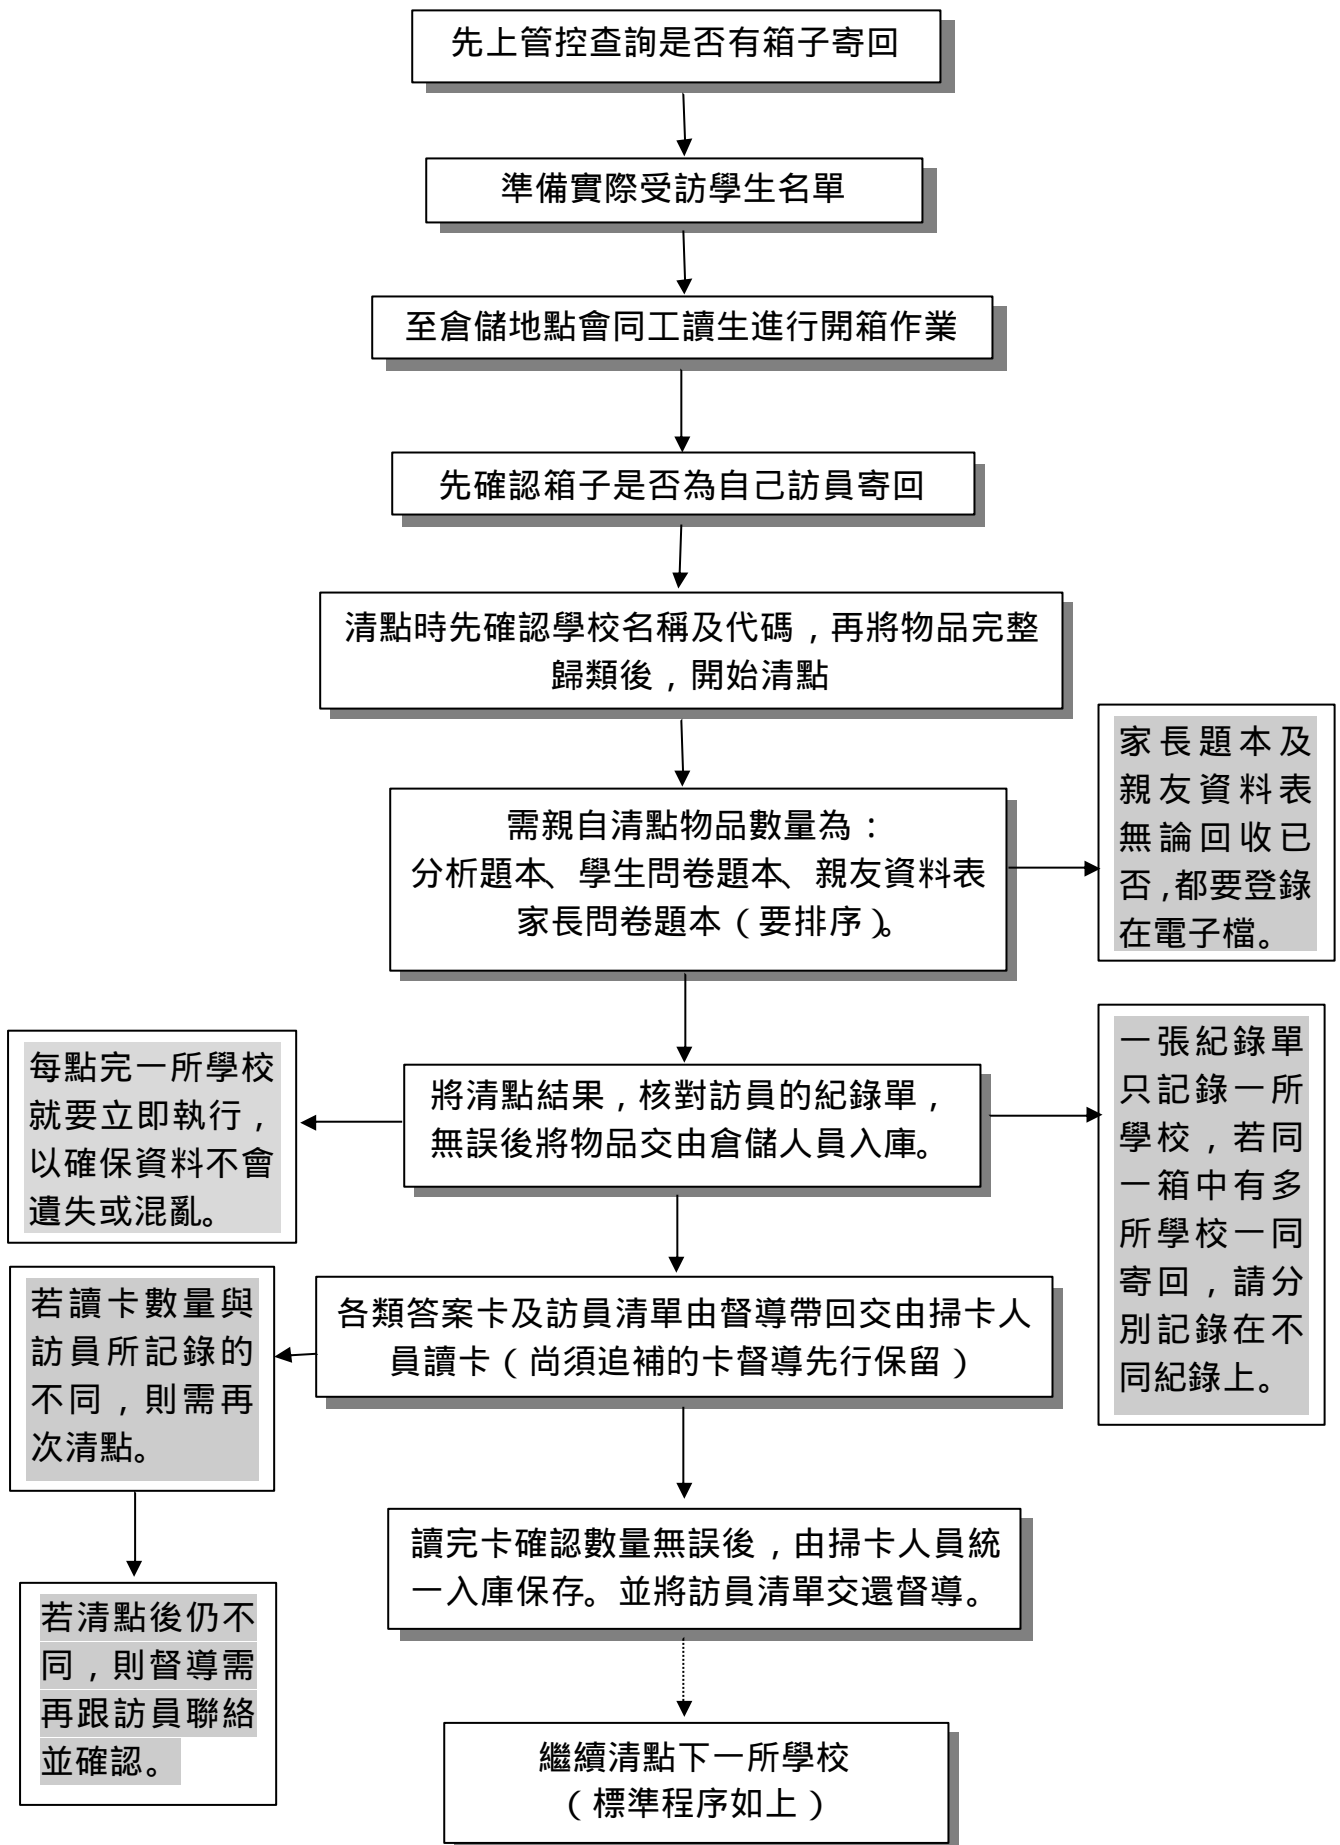 先上管控查詢是否有箱子寄回
準備實際受訪學生名單
至倉儲地點會同工讀生進行開箱作業
先確認箱子是否為自己訪員寄回
清點時先確認學校名稱及代碼，再將物品完整
歸類後，開始清點
需親自清點物品數量為：
分析題本、學生問卷題本、親友資料表
家長問卷題本（要排序）。
家長題本及
親友資料表
無論回收已
否，都要登錄
在電子檔。
將清點結果，核對訪員的紀錄單，
無誤後將物品交由倉儲人員入庫。
每點完一所學校
就要立即執行，
以確保資料不會
遺失或混亂。
一張紀錄單
只記錄一所
學校，若同
一箱中有多
所學校一同
寄回，請分
別記錄在不
同紀錄上。
各類答案卡及訪員清單由督導帶回交由掃卡人
員讀卡（尚須追補的卡督導先行保留）
若讀卡數量與
訪員所記錄的
不同，則需再
次清點。
若清點後仍不
同，則督導需
再跟訪員聯絡
並確認。
讀完卡確認數量無誤後，由掃卡人員統
一入庫保存。並將訪員清單交還督導。
繼續清點下一所學校
（標準程序如上）